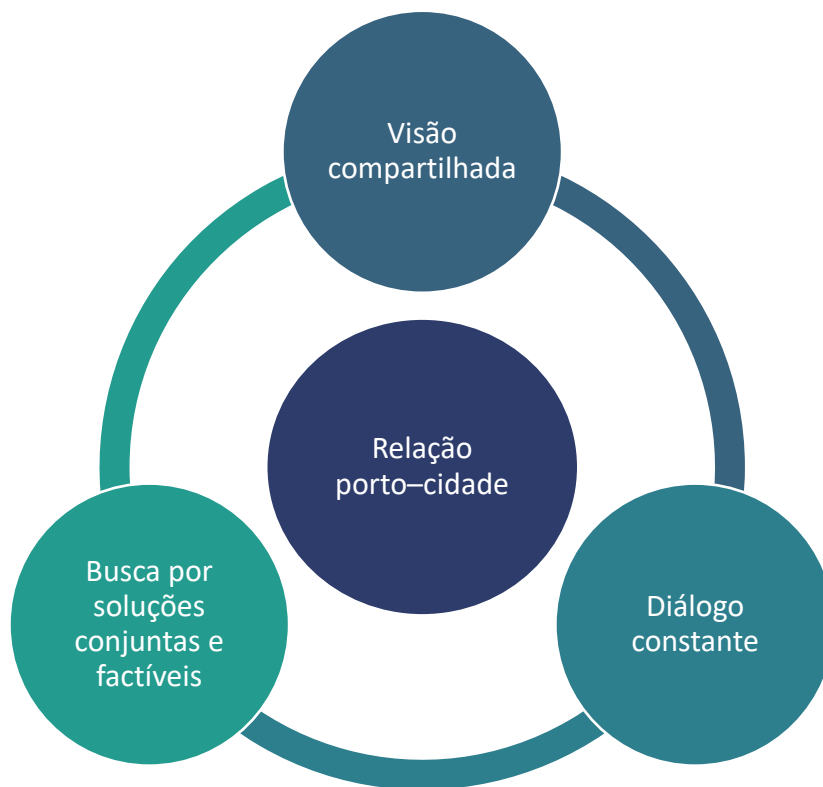 Visão
compartilhada
Relação
porto–cidade
Busca por
soluções
conjuntas e
factíveis
Diálogo
constante